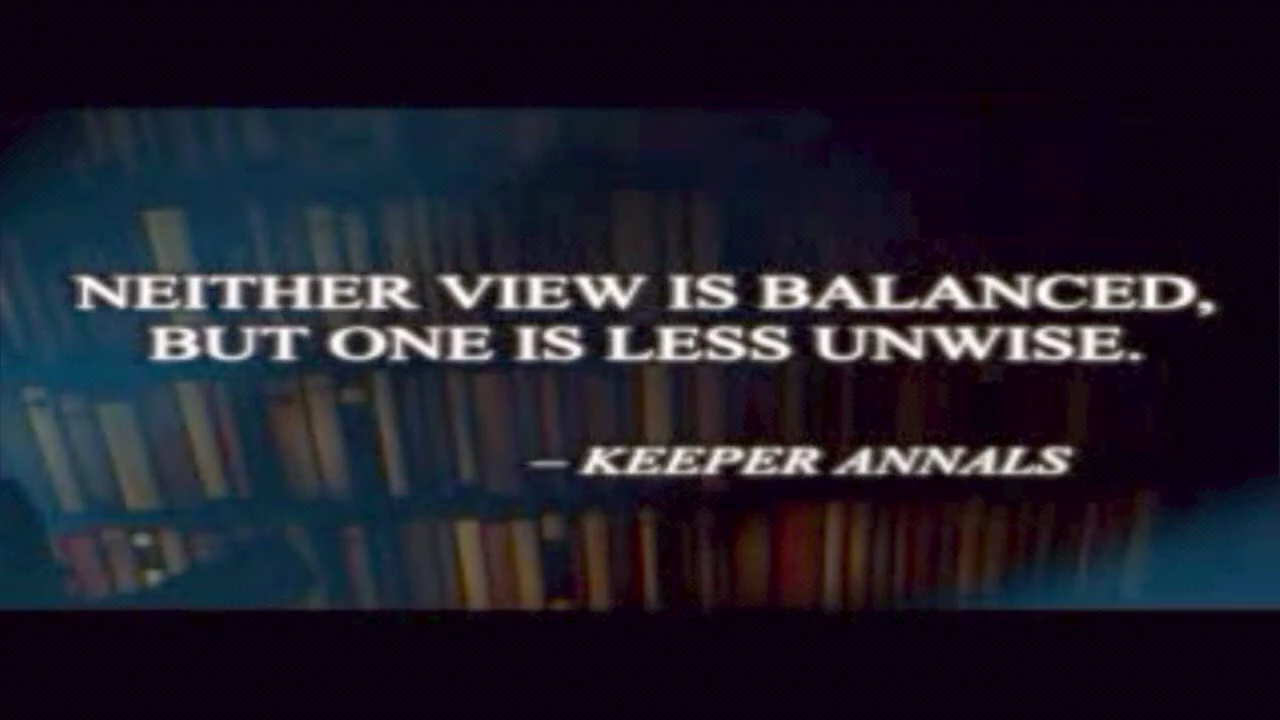 NEITHER VIEW IS BALANCED,
BUT ONE IS LESS UNWISE.
– KEEPER ANNALS